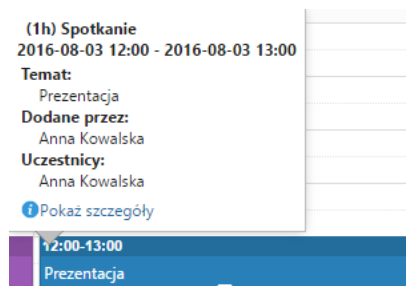 (1h) Spotkanie
2016-08-03 12:00 - 2016-08-03 13:00
Temat:
Prezentacja
Dodane przez:
Anna Kowalska
Uczestnicy:
Anna Kowalska
Pokaż szczegóły
12:00-13:00
Prezentacja